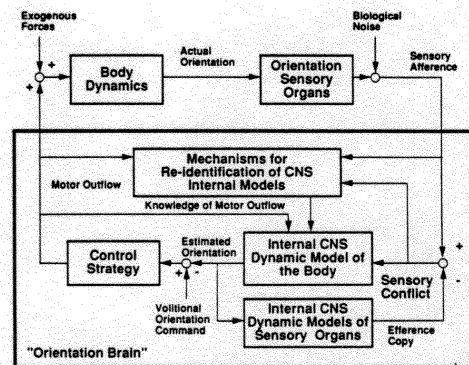 Exogenous
Forces
Biological
Noise
Actual
Orientation
Sensory
Afference
+
+
Body
Dynamics
Orientation
Sensory
Organs
Mechanisms for
Re-identification of CNS
Internal Models
Motor Outflow
Knowledge of Motor Outflow
Control
Strategy
Estimated
Orientation
+
-
Internal CNS
Dynamic Model of
the Body
+
-
Sensory
Conflict
Volitional
Orientation
Command
Internal CNS
Dynamic Models of
Sensory Organs
Efference
Copy
"Orientation Brain"